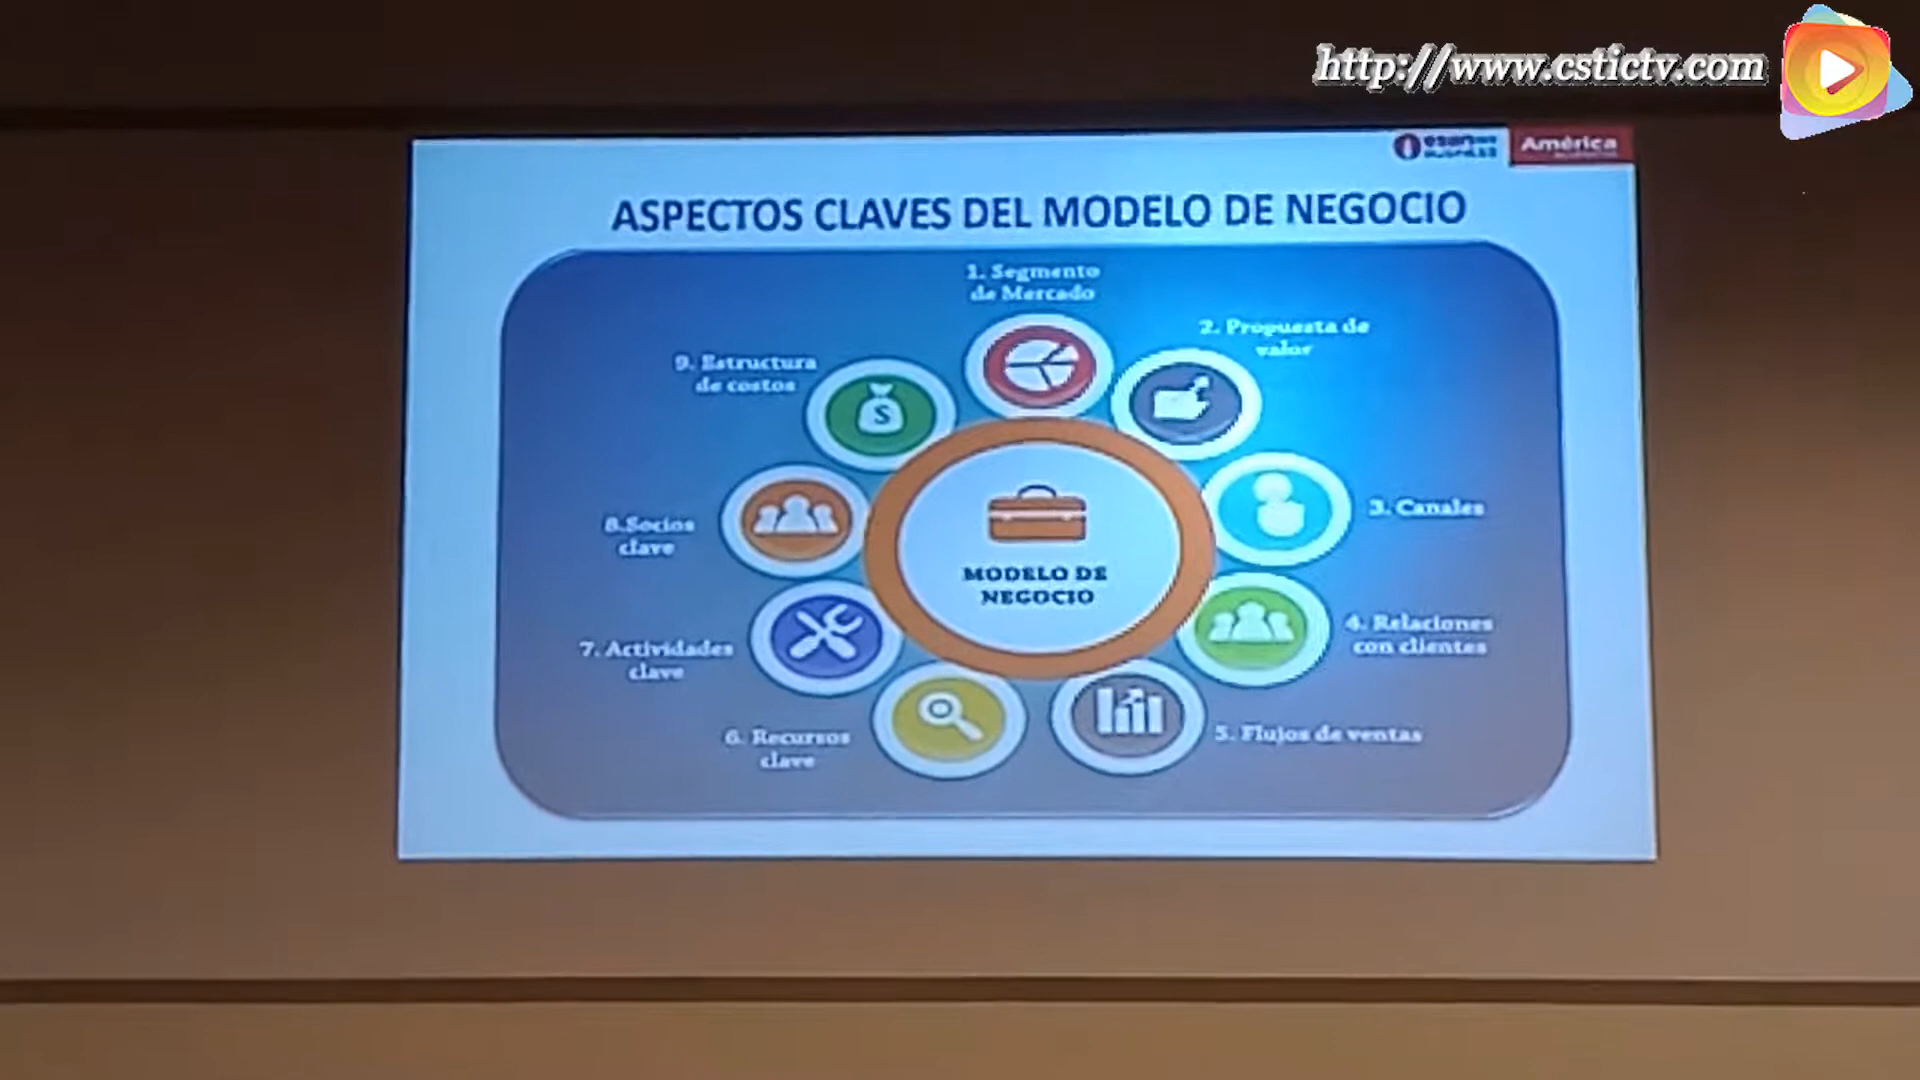 http://www.cstictv.com
América
ASPECTOS CLAVES DEL MODELO DE NEGOCIO
1. Segmento
de Mercado
2. Propuesta de
valor
3. Canales
4. Relaciones
con clientes
5. Flujos de ventas
6. Recursos
clave
7. Actividades
clave
8.Socios
clave
9. Estructura
de costos
S
MODELO DE
NEGOCIO